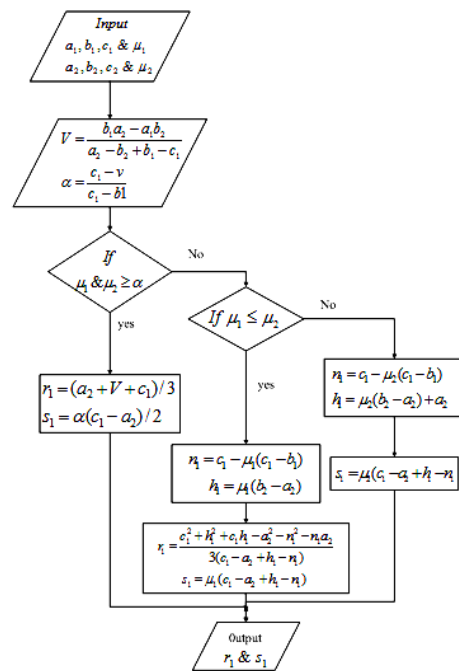 Input
a₁, b₁, c₁ & μ₁
a₂, b₂, c₂ & μ₂
V = (b₁a₂ − a₁b₂) / (a₂ − b₂ + b₁ − c₁)
α = (c₁ − v) / (c₁ − b1)
If
μ₁ & μ₂ ≥ α
No
yes
If μ₁ ≤ μ₂
No
yes
r₁ = (a₂ + V + c₁)/3
s₁ = α(c₁ − a₂)/2
n₁ = c₁ − μ₂(c₁ − b₁)
h₁ = μ₂(b₂ − a₂) + a₂
n₁ = c₁ − μ₁(c₁ − b₁)
h₁ = μ₁(b₂ − a₂)
s₁ = μ₂(c₁ − a₂ + h₁ − n₁
r₁ = (c₁² + h₁² + c₁h₁ − a₂² − n₁² − n₁a₂) / 3(c₁ − a₂ + h₁ − n₁)
s₁ = μ₁(c₁ − a₂ + h₁ − n₁)
Output
r₁ & s₁